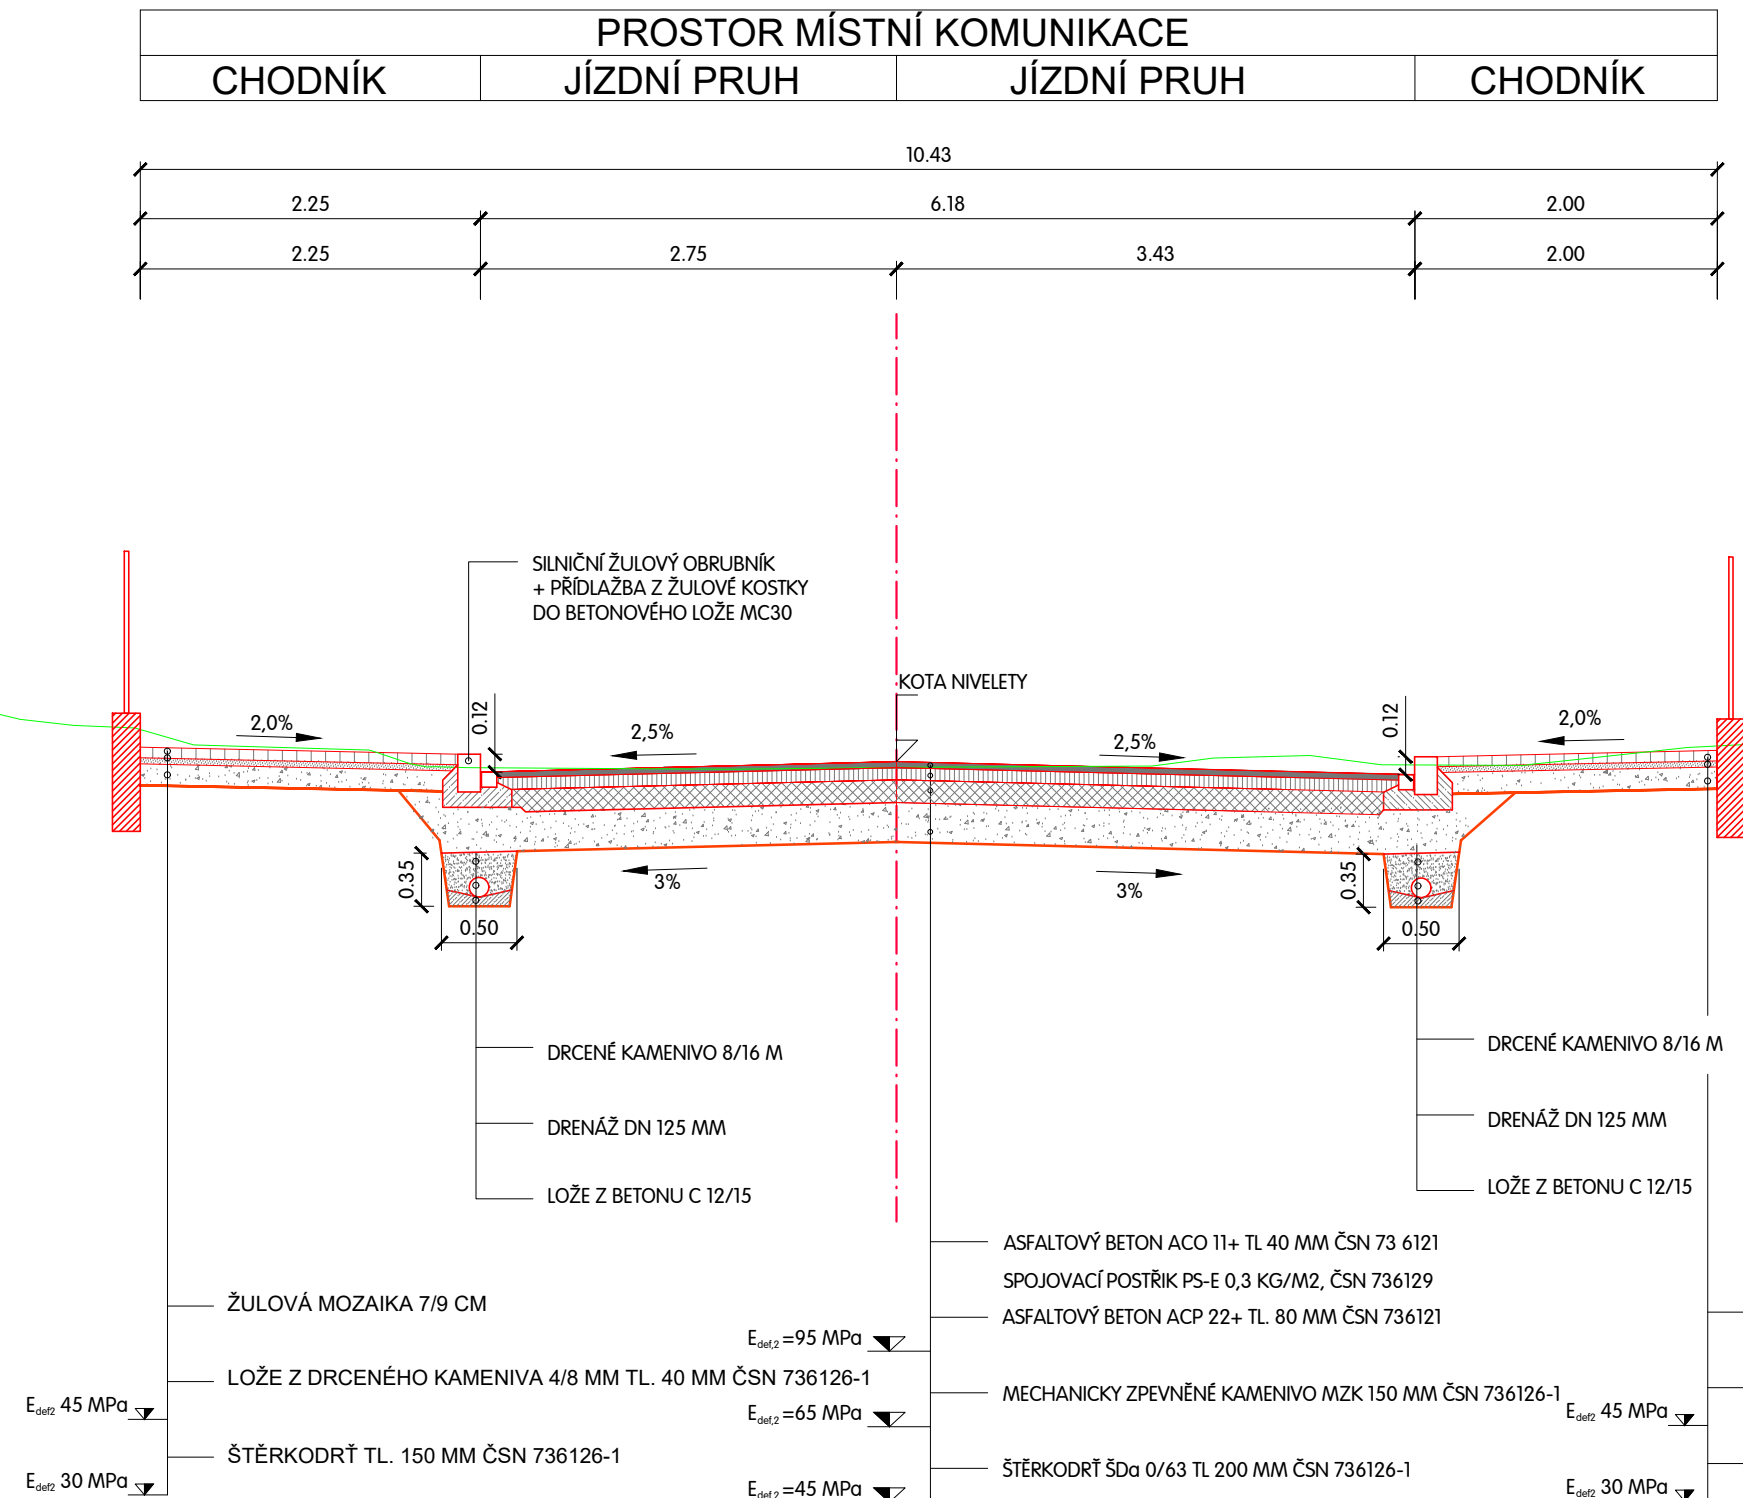 PROSTOR MÍSTNÍ KOMUNIKACE
CHODNÍK JÍZDNÍ PRUH JÍZDNÍ PRUH CHODNÍK
10.43
2.25 6.18 2.00
2.25 2.75 3.43 2.00
SILNIČNÍ ŽULOVÝ OBRUBNÍK
+ PŘÍDLAŽBA Z ŽULOVÉ KOSTKY
DO BETONOVÉHO LOŽE MC30
KOTA NIVELETY
2,0% 0.12 2,5% 2,5% 0.12 2,0%
0.35 3% 3% 0.35
0.50 0.50
DRCENÉ KAMENIVO 8/16 M
DRENÁŽ DN 125 MM
LOŽE Z BETONU C 12/15
DRCENÉ KAMENIVO 8/16 M
DRENÁŽ DN 125 MM
LOŽE Z BETONU C 12/15
ASFALTOVÝ BETON ACO 11+ TL 40 MM ČSN 73 6121
SPOJOVACÍ POSTŘIK PS-E 0,3 KG/M2, ČSN 736129
ASFALTOVÝ BETON ACP 22+ TL. 80 MM ČSN 736121
Edef,2 =95 MPa
MECHANICKY ZPEVNĚNÉ KAMENIVO MZK 150 MM ČSN 736126-1
Edef,2 =65 MPa
ŠTĚRKODRŤ ŠDa 0/63 TL 200 MM ČSN 736126-1
Edef,2 =45 MPa
ŽULOVÁ MOZAIKA 7/9 CM
LOŽE Z DRCENÉHO KAMENIVA 4/8 MM TL. 40 MM ČSN 736126-1
Edef2 45 MPa
ŠTĚRKODRŤ TL. 150 MM ČSN 736126-1
Edef2 30 MPa
Edef2 45 MPa
Edef2 30 MPa